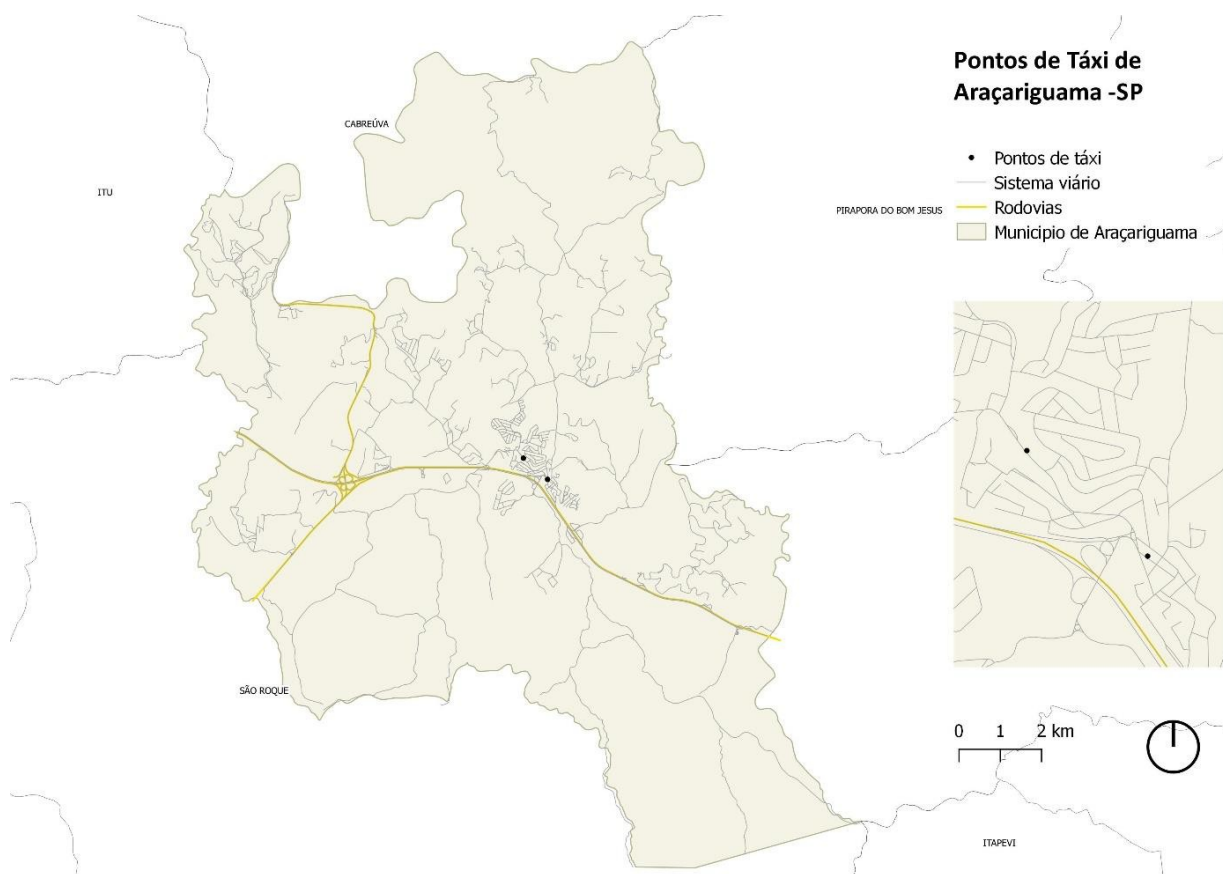 Pontos de Táxi de
Araçariguama -SP
Pontos de táxi
Sistema viário
Rodovias
Municipio de Araçariguama
CABREÚVA
ITU
PIRAPORA DO BOM JESUS
SÃO ROQUE
0 1 2 km
ITAPEVI